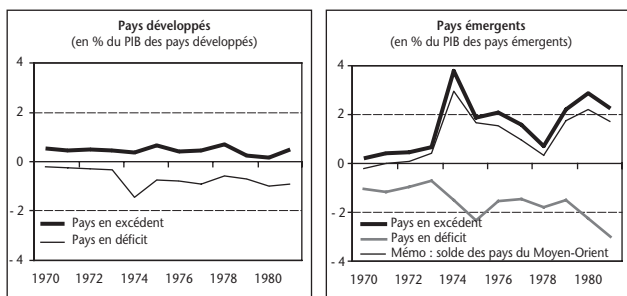 Pays développés
(en % du PIB des pays développés)
4
2
0
- 2
- 4
Pays en excédent
Pays en déficit
1970 1972 1974 1976 1978 1980
Pays émergents
(en % du PIB des pays émergents)
4
2
0
- 2
- 4
Pays en excédent
Pays en déficit
Mémo : solde des pays du Moyen-Orient
1970 1972 1974 1976 1978 1980